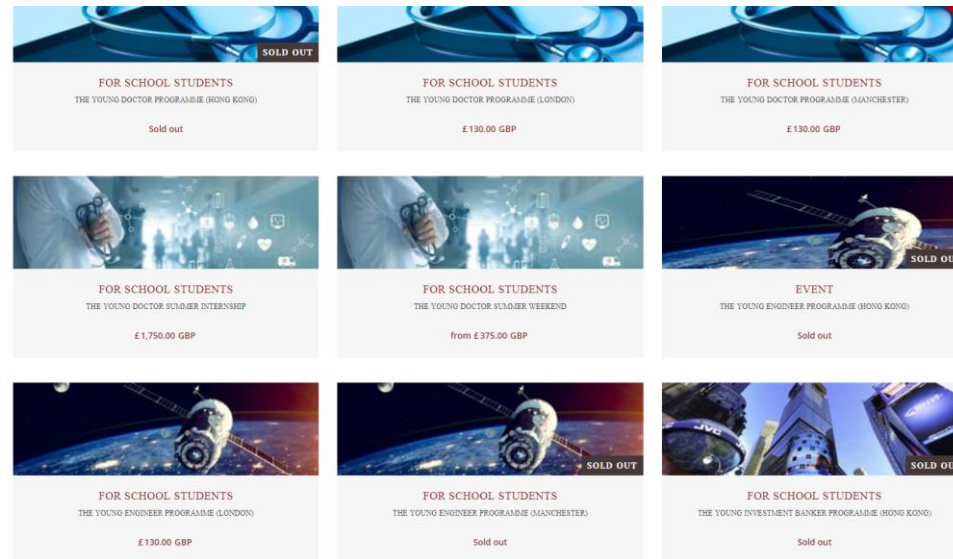 SOLD OUT
FOR SCHOOL STUDENTS
THE YOUNG DOCTOR PROGRAMME (HONG KONG)
Sold out
FOR SCHOOL STUDENTS
THE YOUNG DOCTOR PROGRAMME (LONDON)
£130.00 GBP
FOR SCHOOL STUDENTS
THE YOUNG DOCTOR PROGRAMME (MANCHESTER)
£130.00 GBP
FOR SCHOOL STUDENTS
THE YOUNG DOCTOR SUMMER INTERNSHIP
£1,750.00 GBP
FOR SCHOOL STUDENTS
THE YOUNG DOCTOR SUMMER WEEKEND
from £375.00 GBP
SOLD OU
EVENT
THE YOUNG ENGINEER PROGRAMME (HONG KONG)
Sold out
FOR SCHOOL STUDENTS
THE YOUNG ENGINEER PROGRAMME (LONDON)
£130.00 GBP
SOLD OUT
FOR SCHOOL STUDENTS
THE YOUNG ENGINEER PROGRAMME (MANCHESTER)
Sold out
JVC
SOLD OU
FOR SCHOOL STUDENTS
THE YOUNG INVESTMENT BANKER PROGRAMME (HONG KONG)
Sold out